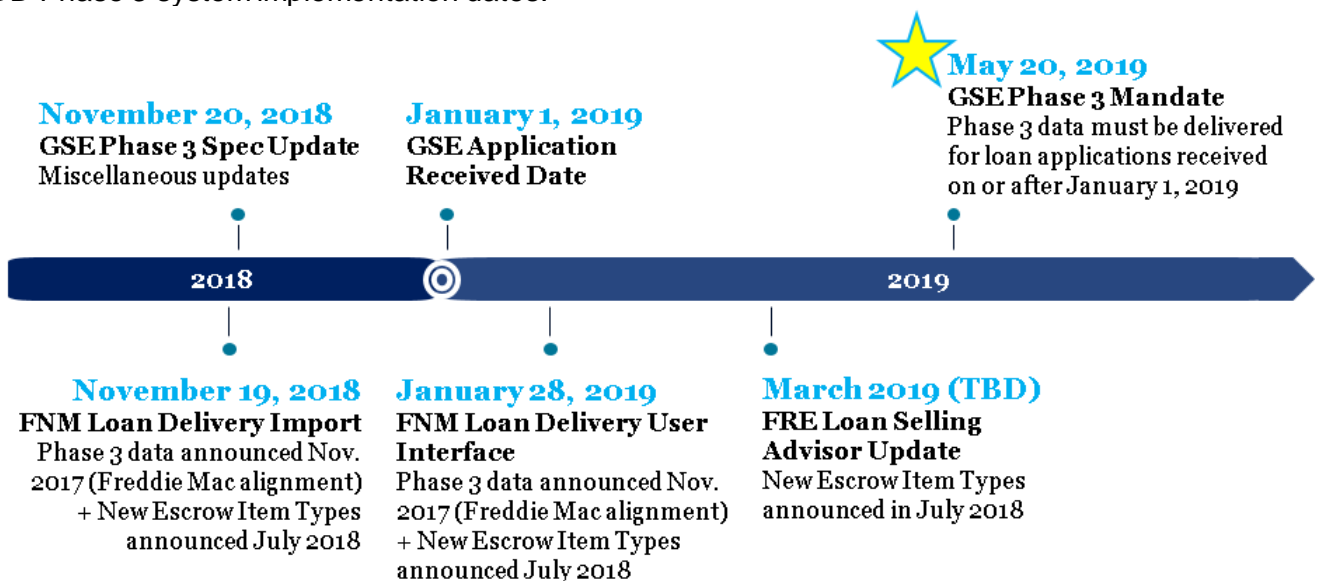 Phase 3 system implementation dates.
May 20, 2019
GSE Phase 3 Mandate
Phase 3 data must be delivered
for loan applications received
on or after January 1, 2019
November 20, 2018
GSE Phase 3 Spec Update
Miscellaneous updates
January 1, 2019
GSE Application
Received Date
2018
2019
November 19, 2018
FNM Loan Delivery Import
Phase 3 data announced Nov.
2017 (Freddie Mac alignment)
+ New Escrow Item Types
announced July 2018
January 28, 2019
FNM Loan Delivery User
Interface
Phase 3 data announced Nov.
2017 (Freddie Mac alignment)
+ New Escrow Item Types
announced July 2018
March 2019 (TBD)
FRE Loan Selling
Advisor Update
New Escrow Item Types
announced in July 2018